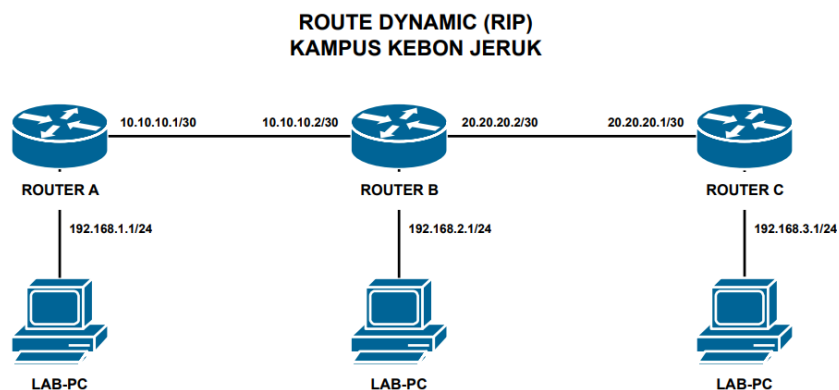 ROUTE DYNAMIC (RIP)
KAMPUS KEBON JERUK
10.10.10.1/30
10.10.10.2/30
20.20.20.2/30
20.20.20.1/30
ROUTER A
ROUTER B
ROUTER C
192.168.1.1/24
192.168.2.1/24
192.168.3.1/24
LAB-PC
LAB-PC
LAB-PC